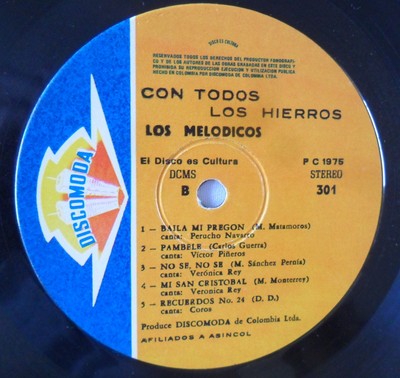 DISCO ES CULTURA
RESERVADOS TODOS LOS DERECHOS DEL PRODUCTOR FONOGRAFI-
CO Y DE LOS AUTORES DE LAS OBRAS GRABADAS EN ESTE DISCO Y
PROHIBIDA SU REPRODUCCION EJECUCION Y UTILIZACION PUBLICA
HECHO EN COLOMBIA POR DISCOMODA DE COLOMBIA LTDA.
CON TODOS
LOS HIERROS
LOS MELODICOS
El Disco es Cultura
P C 1975
DCMS
STEREO
B
301
DISCOMODA
1 — BAILA MI PREGON (M. Matamoros)
canta: Perucho Navarro
2 — PAMBELE (Carlos Guerra)
canta: Víctor Piñeros
3 — NO SE, NO SE (M. Sánchez Pernía)
canta: Verónica Rey
4 — MI SAN CRISTOBAL (M. Monterrey)
canta: Veronica Rey
5 — RECUERDOS No. 24 (D. D.)
canta: Coros
Produce DISCOMODA de Colombia Ltda.
AFILIADOS A ASINCOL